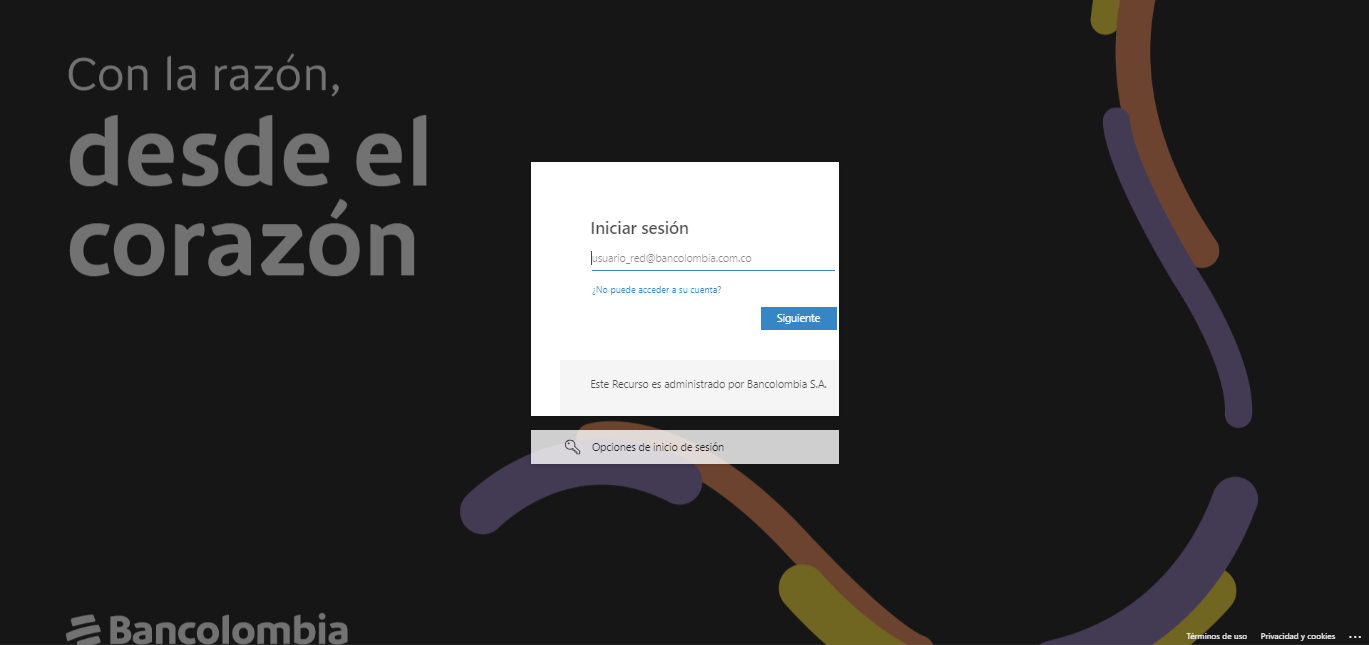 Con la razón,
desde el
corazón
Iniciar sesión
usuario_red@bancolombia.com.co
¿No puede acceder a su cuenta?
Siguiente
Este Recurso es administrado por Bancolombia S.A.
Opciones de inicio de sesión
Bancolombia
Términos de uso Privacidad y cookies ...